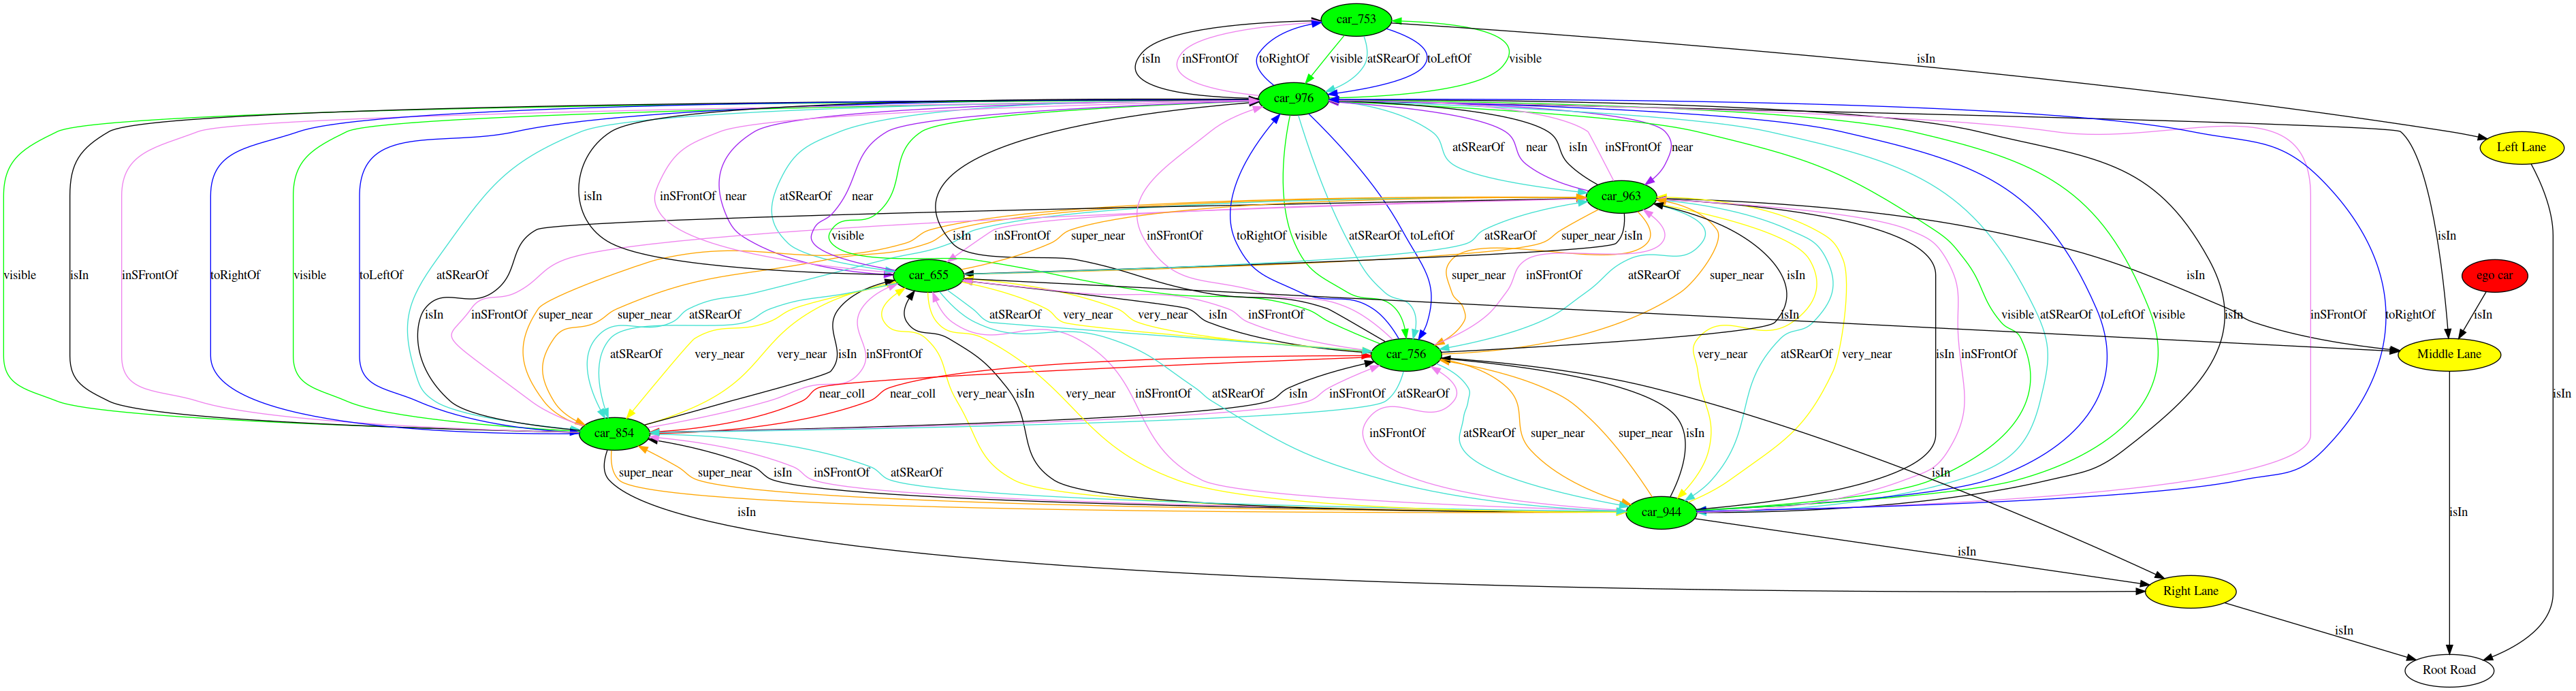 car_753
isIn inSFrontOf toRightOf visible atSRearOf toLeftOf visible isIn
car_976
atSRearOf near isIn inSFrontOf near Left Lane
isIn inSFrontOf near atSRearOf near car_963
visible isIn inSFrontOf super_near inSFrontOf toRightOf visible atSRearOf toLeftOf atSRearOf super_near isIn isIn
visible isIn inSFrontOf toRightOf visible toLeftOf atSRearOf car_655 super_near inSFrontOf atSRearOf super_near isIn ego car
isIn inSFrontOf super_near super_near atSRearOf atSRearOf very_near very_near isIn inSFrontOf isIn visible atSRearOf toLeftOf visible isIn inSFrontOf toRightOf isIn
atSRearOf very_near very_near isIn inSFrontOf car_756 very_near atSRearOf very_near isIn inSFrontOf Middle Lane
near_coll near_coll very_near isIn very_near inSFrontOf atSRearOf isIn inSFrontOf atSRearOf isIn
car_854 inSFrontOf atSRearOf super_near super_near isIn
super_near super_near isIn inSFrontOf atSRearOf isIn
isIn car_944 isIn
isIn
Right Lane
isIn
Root Road